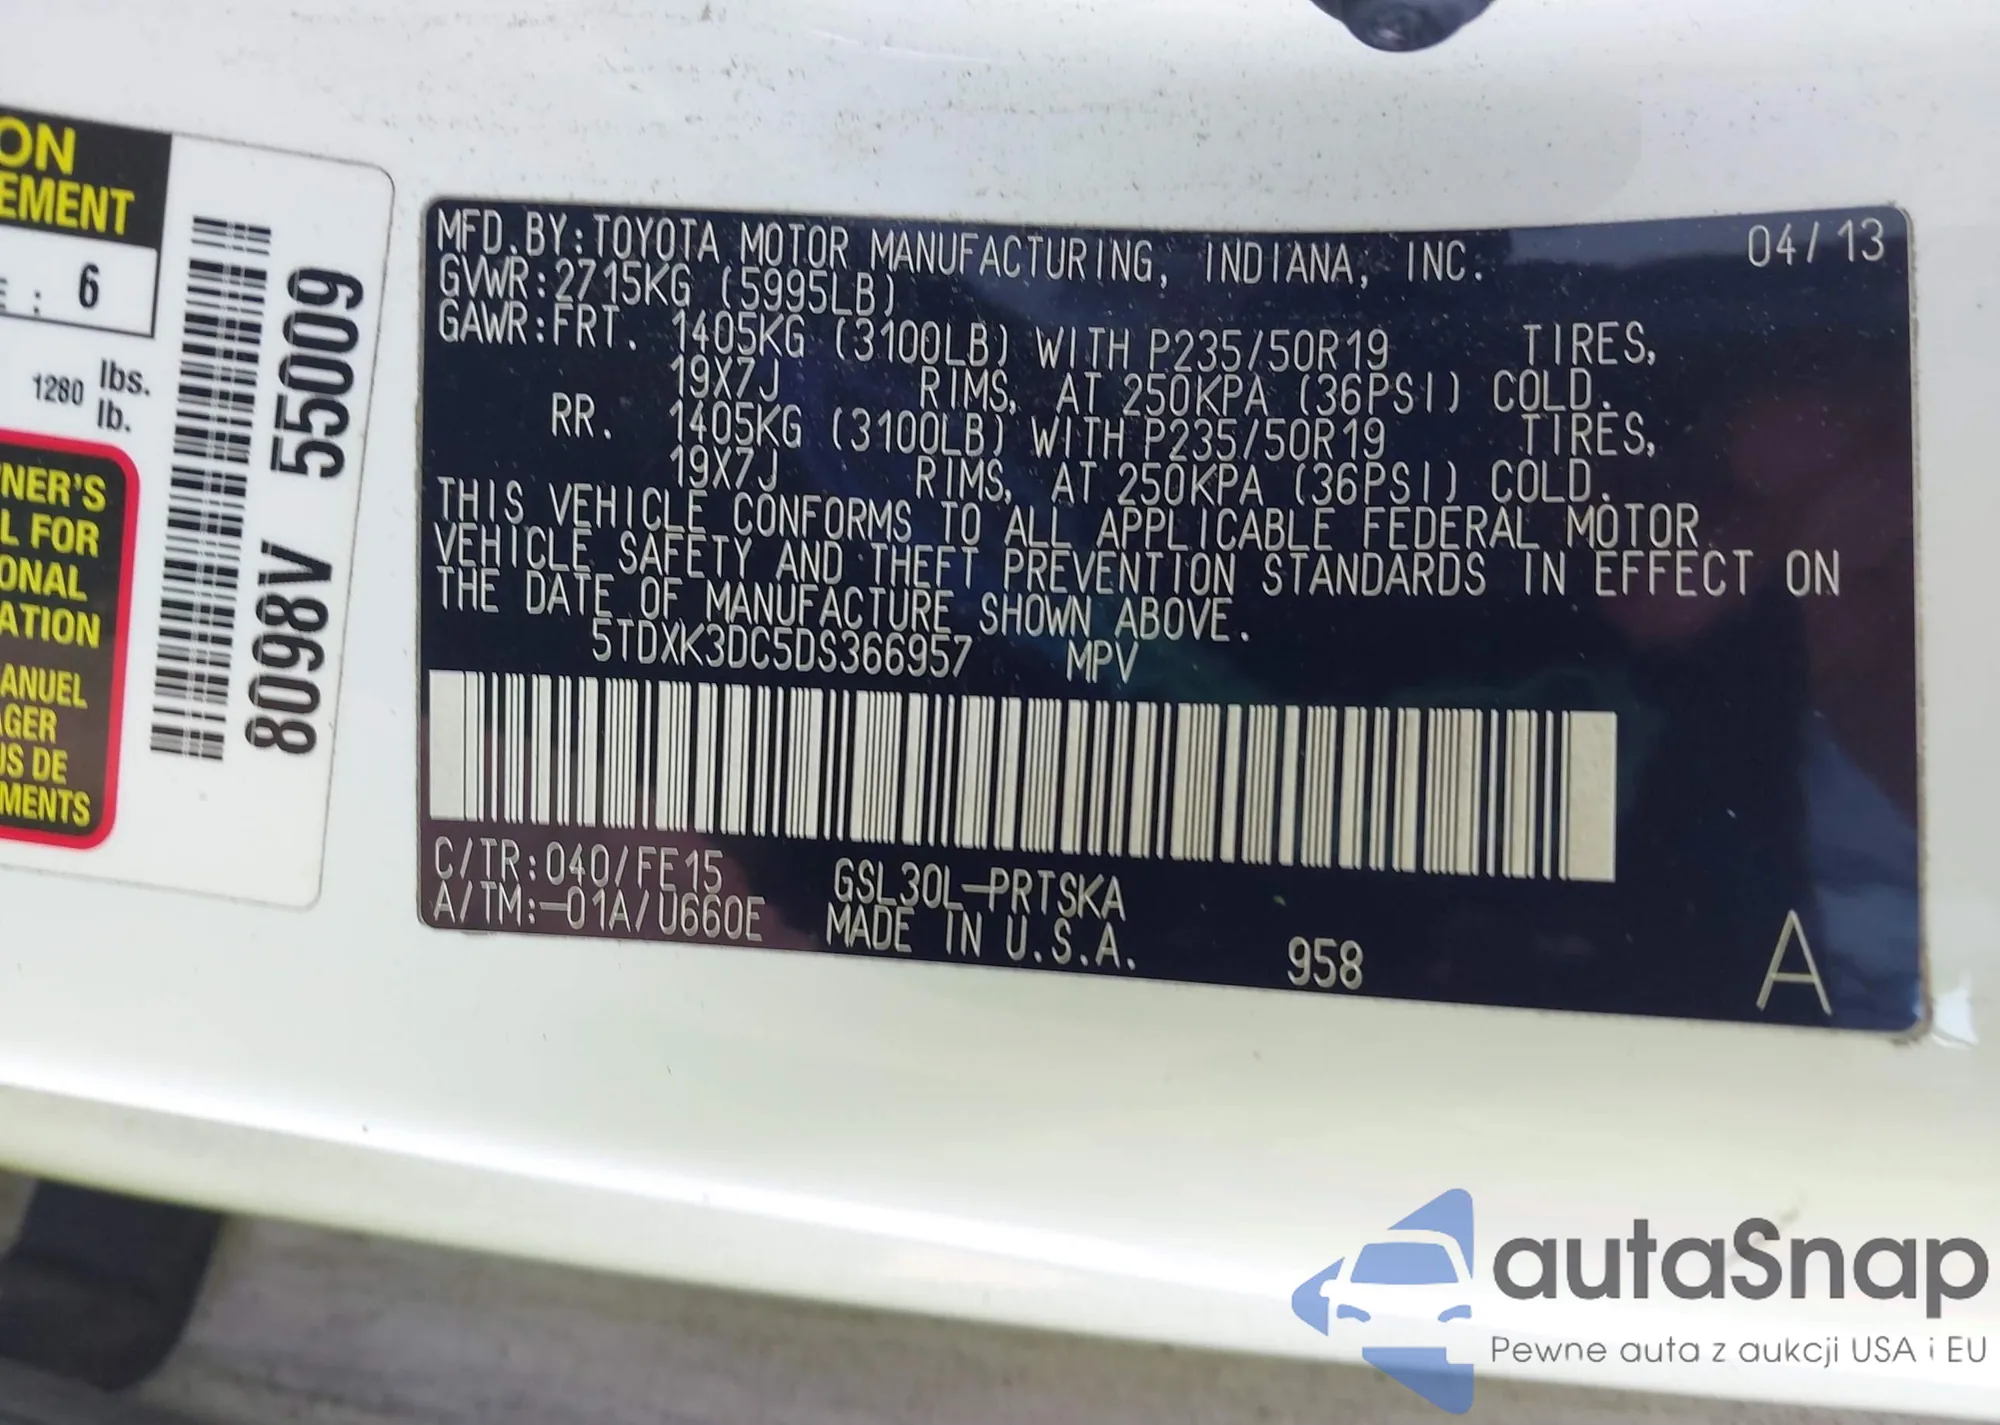 ON
EMENT
E : 6
1280 lbs.
lb.
NER'S
L FOR
ONAL
ATION
ANUEL
AGER
US DE
MENTS
8098V 55009
MFD. BY: TOYOTA MOTOR MANUFACTURING, INDIANA, INC. 04/13
GVWR: 2715KG (5995LB)
GAWR: FRT. 1405KG (3100LB) WITH P235/50R19 TIRES,
19X7J RIMS, AT 250KPA (36PSI) COLD.
RR. 1405KG (3100LB) WITH P235/50R19 TIRES,
19X7J RIMS, AT 250KPA (36PSI) COLD.
THIS VEHICLE CONFORMS TO ALL APPLICABLE FEDERAL MOTOR
VEHICLE SAFETY AND THEFT PREVENTION STANDARDS IN EFFECT ON
THE DATE OF MANUFACTURE SHOWN ABOVE.
5TDXK3DC5DS366957 MPV
C/TR: 040/FE15 GSL30L-PRTSKA
A/TM: -01A/U660E MADE IN U.S.A. 958 A
autaSnap
Pewne auta z aukcji USA i EU